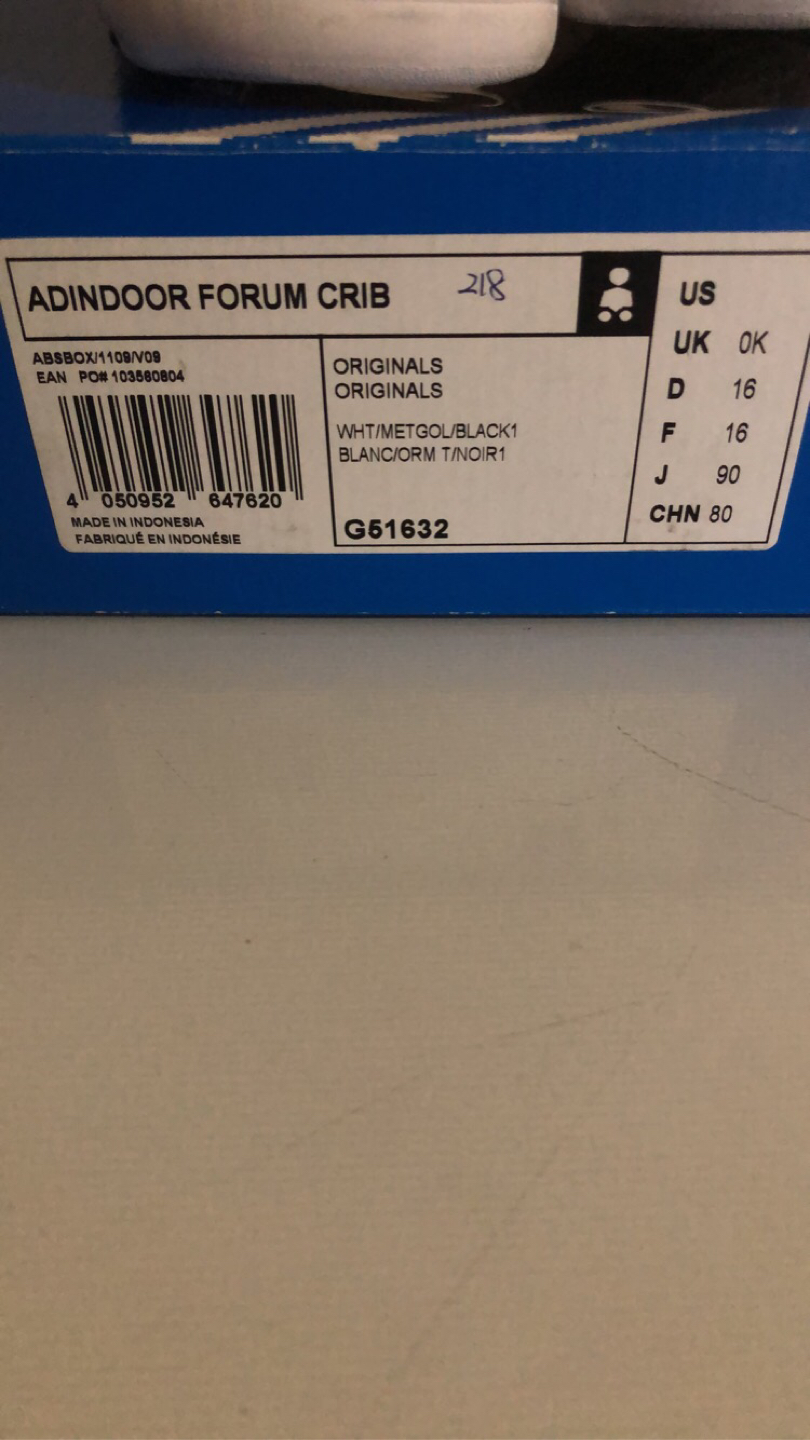 ADINDOOR FORUM CRIB 218
ABSBOX/1109/V09
EAN PO# 103560804
4 050952 647620
MADE IN INDONESIA
FABRIQUÉ EN INDONÉSIE
ORIGINALS
ORIGINALS
WHT/METGOL/BLACK1
BLANC/ORM T/NOIR1
G51632
US
UK 0K
D 16
F 16
J 90
CHN 80